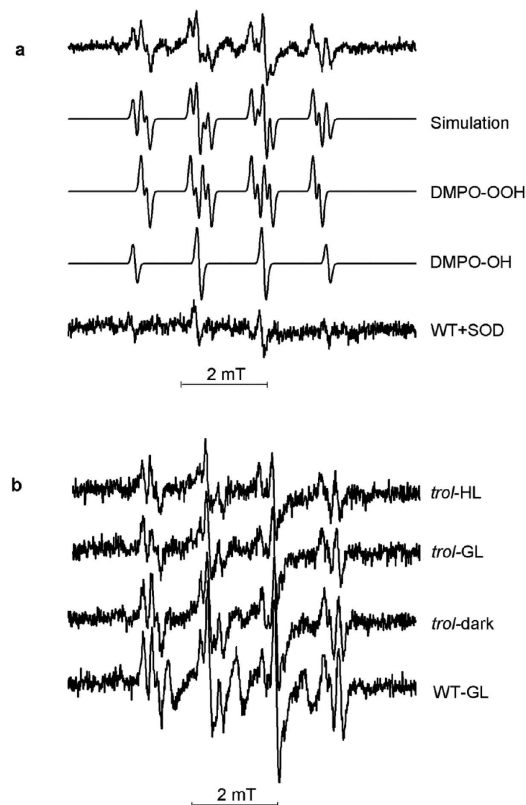 a
Simulation
DMPO-OOH
DMPO-OH
WT+SOD
2 mT
b
trol-HL
trol-GL
trol-dark
WT-GL
2 mT